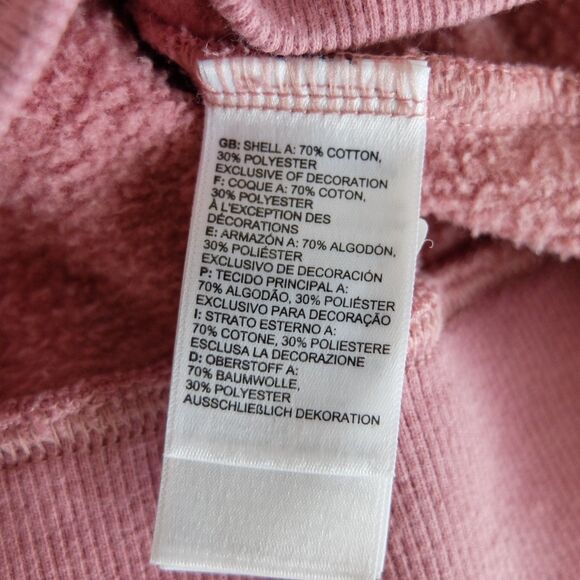 GB: SHELL A: 70% COTTON,
30% POLYESTER
EXCLUSIVE OF DECORATION
F: COQUE A: 70% COTON,
30% POLYESTER
À L'EXCEPTION DES
DÉCORATIONS
E: ARMAZÓN A: 70% ALGODÓN,
30% POLIÉSTER
EXCLUSIVO DE DECORACIÓN
P: TECIDO PRINCIPAL A:
70% ALGODÃO, 30% POLIÉSTER
EXCLUSIVO PARA DECORAÇÃO
I: STRATO ESTERNO A:
70% COTONE, 30% POLIESTERE
ESCLUSA LA DECORAZIONE
D: OBERSTOFF A:
70% BAUMWOLLE,
30% POLYESTER
AUSSCHLIEßLICH DEKORATION